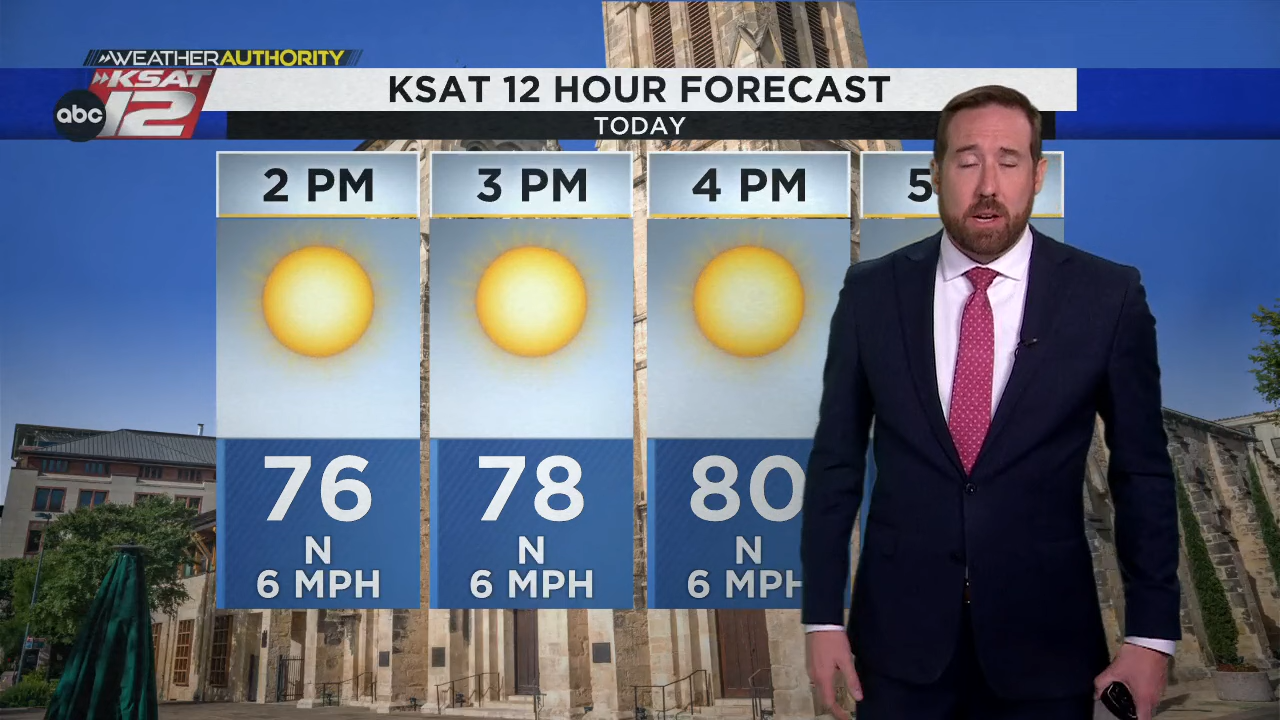 WEATHERAUTHORITY
KSAT
abc
12
KSAT 12 HOUR FORECAST
TODAY
2 PM
3 PM
4 PM
5
76
78
80
N
N
N
6 MPH
6 MPH
6 MPH